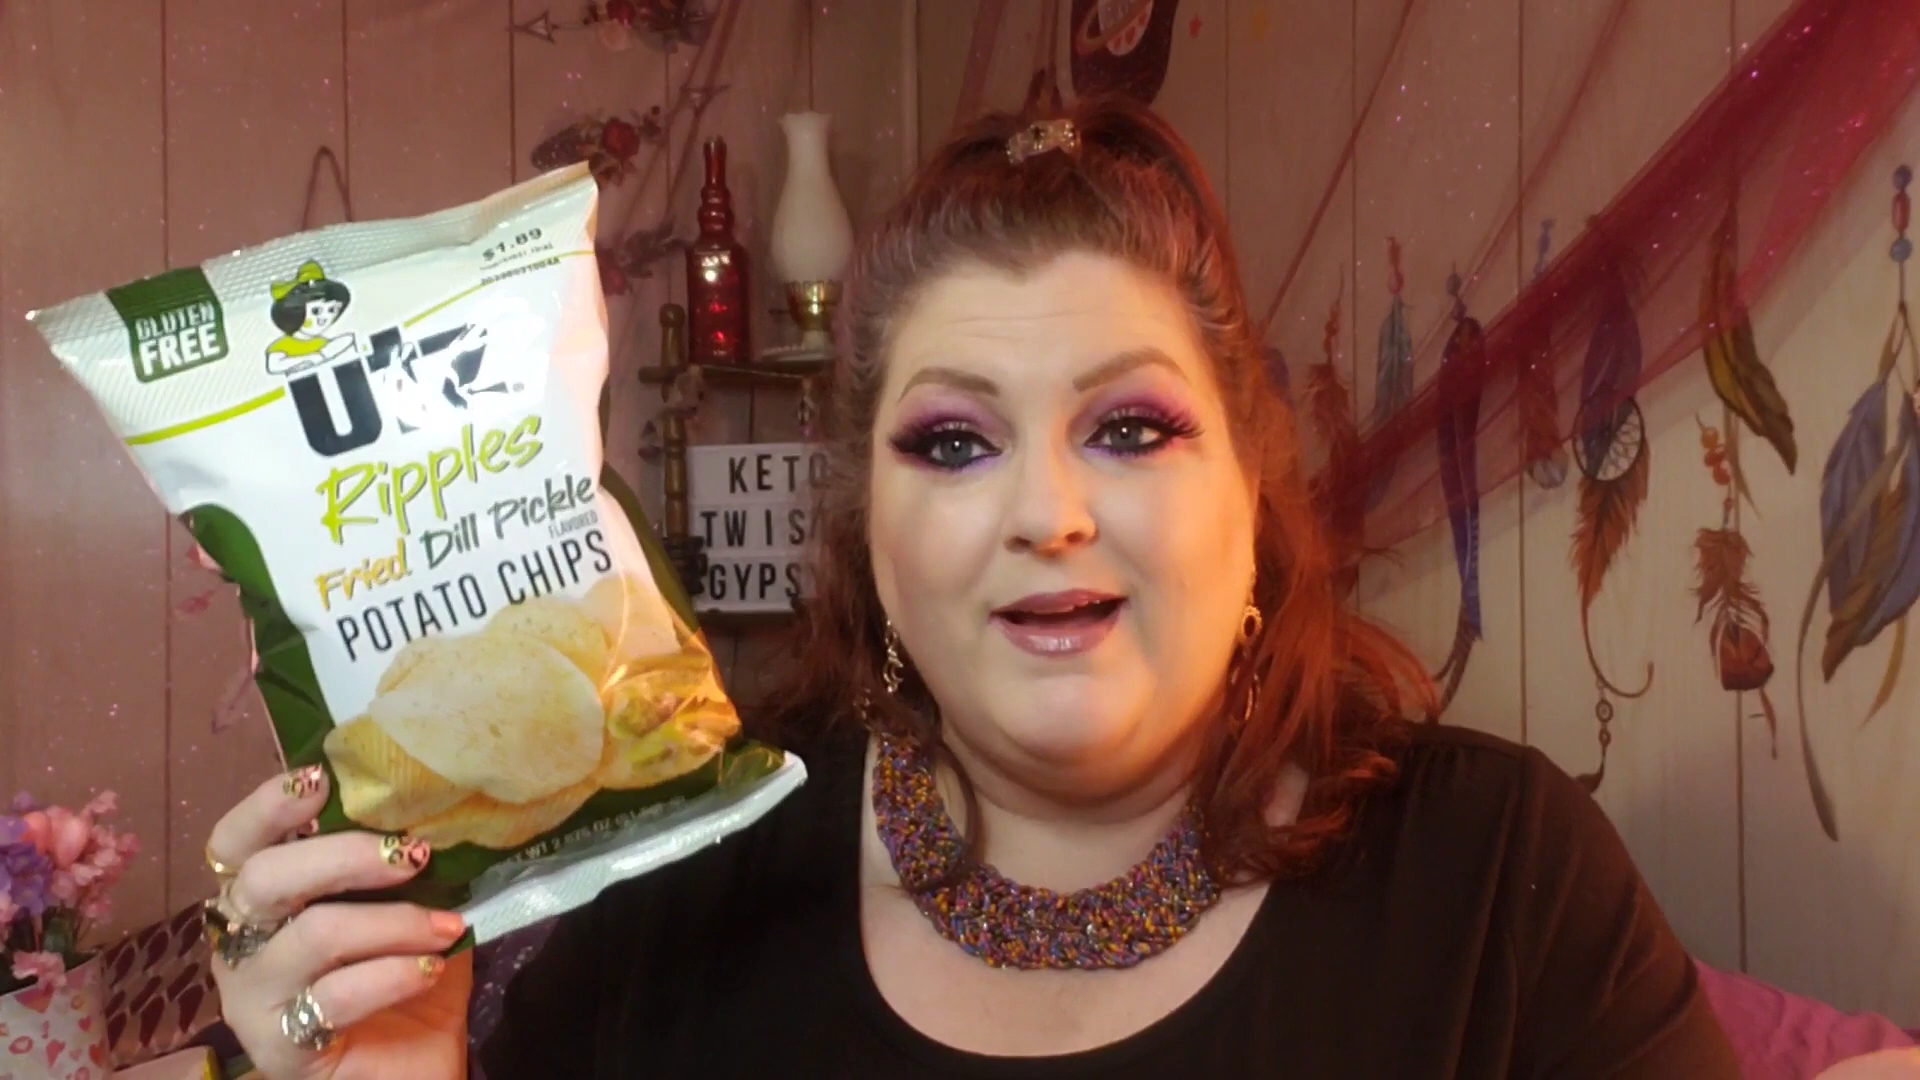 $1.89
GLUTEN
FREE
Utz
Ripples
Fried Dill Pickle
FLAVORED
POTATO CHIPS
KETO
TWIS
GYPS